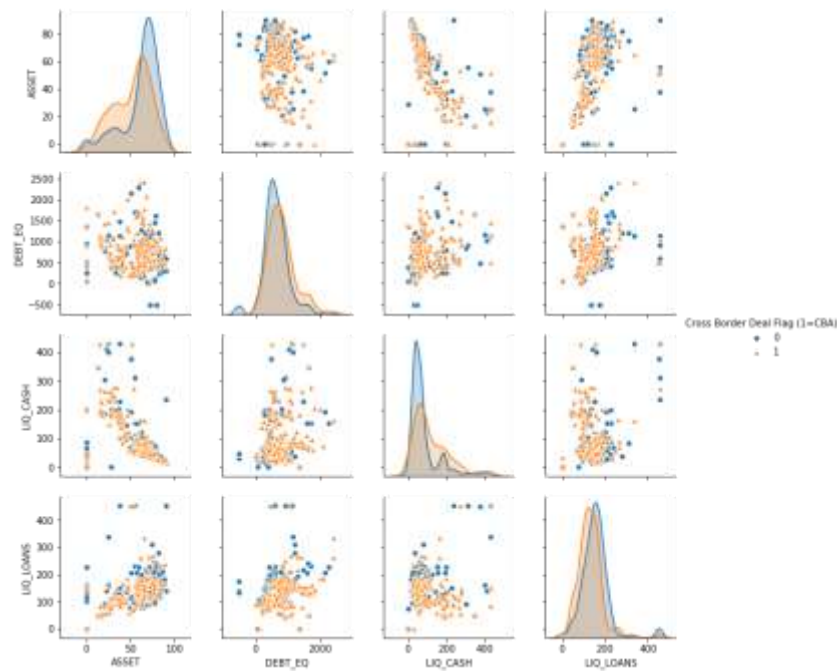 80
60
40
20
0
ASSET
2500
2000
1500
1000
500
0
−500
DEBT_EQ
Cross Border Deal Flag (1=CBA)
0
1
400
300
200
100
0
LIQ_CASH
400
300
200
100
0
LIQ_LOANS
0 50 100
ASSET
0 2000
DEBT_EQ
0 200 400
LIQ_CASH
0 200 400
LIQ_LOANS